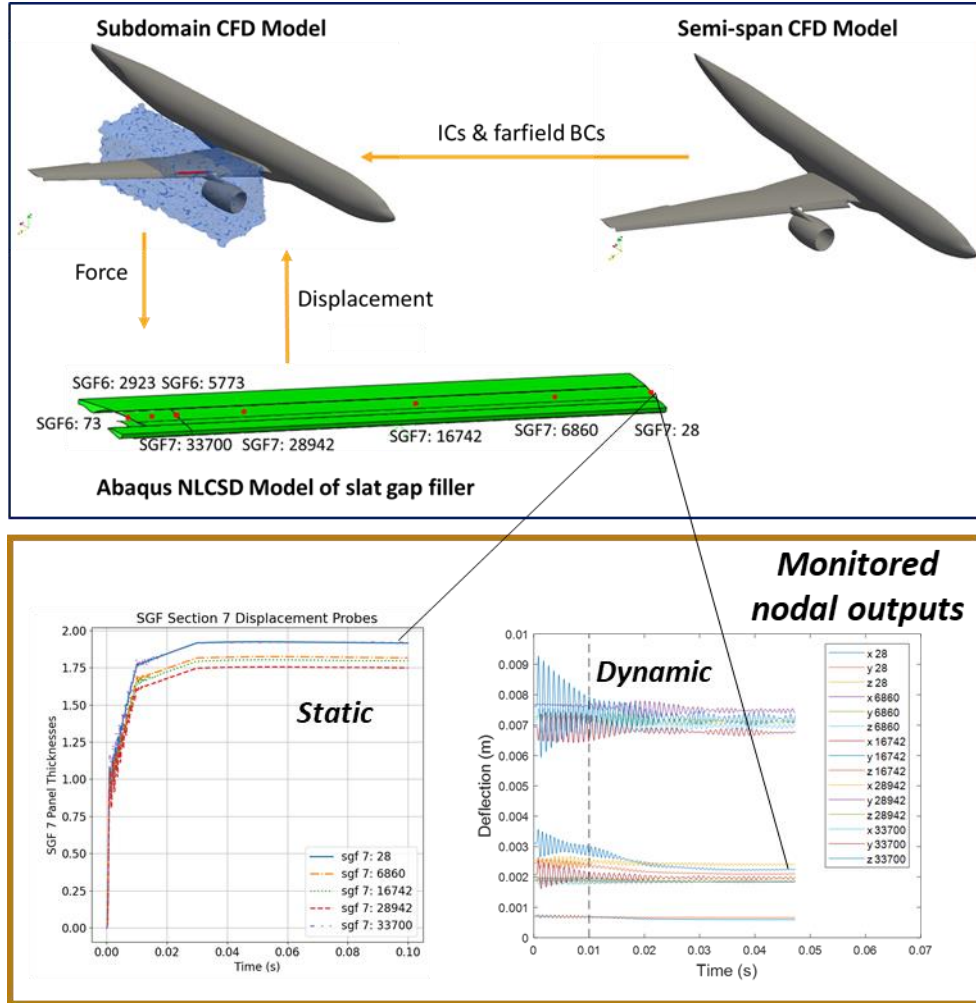 Subdomain CFD Model
Semi-span CFD Model
ICs & farfield BCs
Force
Displacement
SGF6: 2923 SGF6: 5773
SGF6: 73
SGF7: 33700
SGF7: 28942
SGF7: 16742
SGF7: 6860
SGF7: 28
Abaqus NLCSD Model of slat gap filler
Monitored
nodal outputs
SGF Section 7 Displacement Probes
2.00
1.75
1.50
1.25
1.00
0.75
0.50
0.25
0.00
SGF 7 Panel Thicknesses
Static
sgf 7: 28
sgf 7: 6860
sgf 7: 16742
sgf 7: 28942
sgf 7: 33700
0.00
0.02
0.04
0.06
0.08
0.10
Time (s)
Dynamic
0.01
0.009
0.008
0.007
0.006
0.005
0.004
0.003
0.002
0.001
0
Deflection (m)
x 28
y 28
z 28
x 6860
y 6860
z 6860
x 16742
y 16742
z 16742
x 28942
y 28942
z 28942
x 33700
y 33700
z 33700
0
0.01
0.02
0.03
0.04
0.05
0.06
0.07
0.08
Time (s)